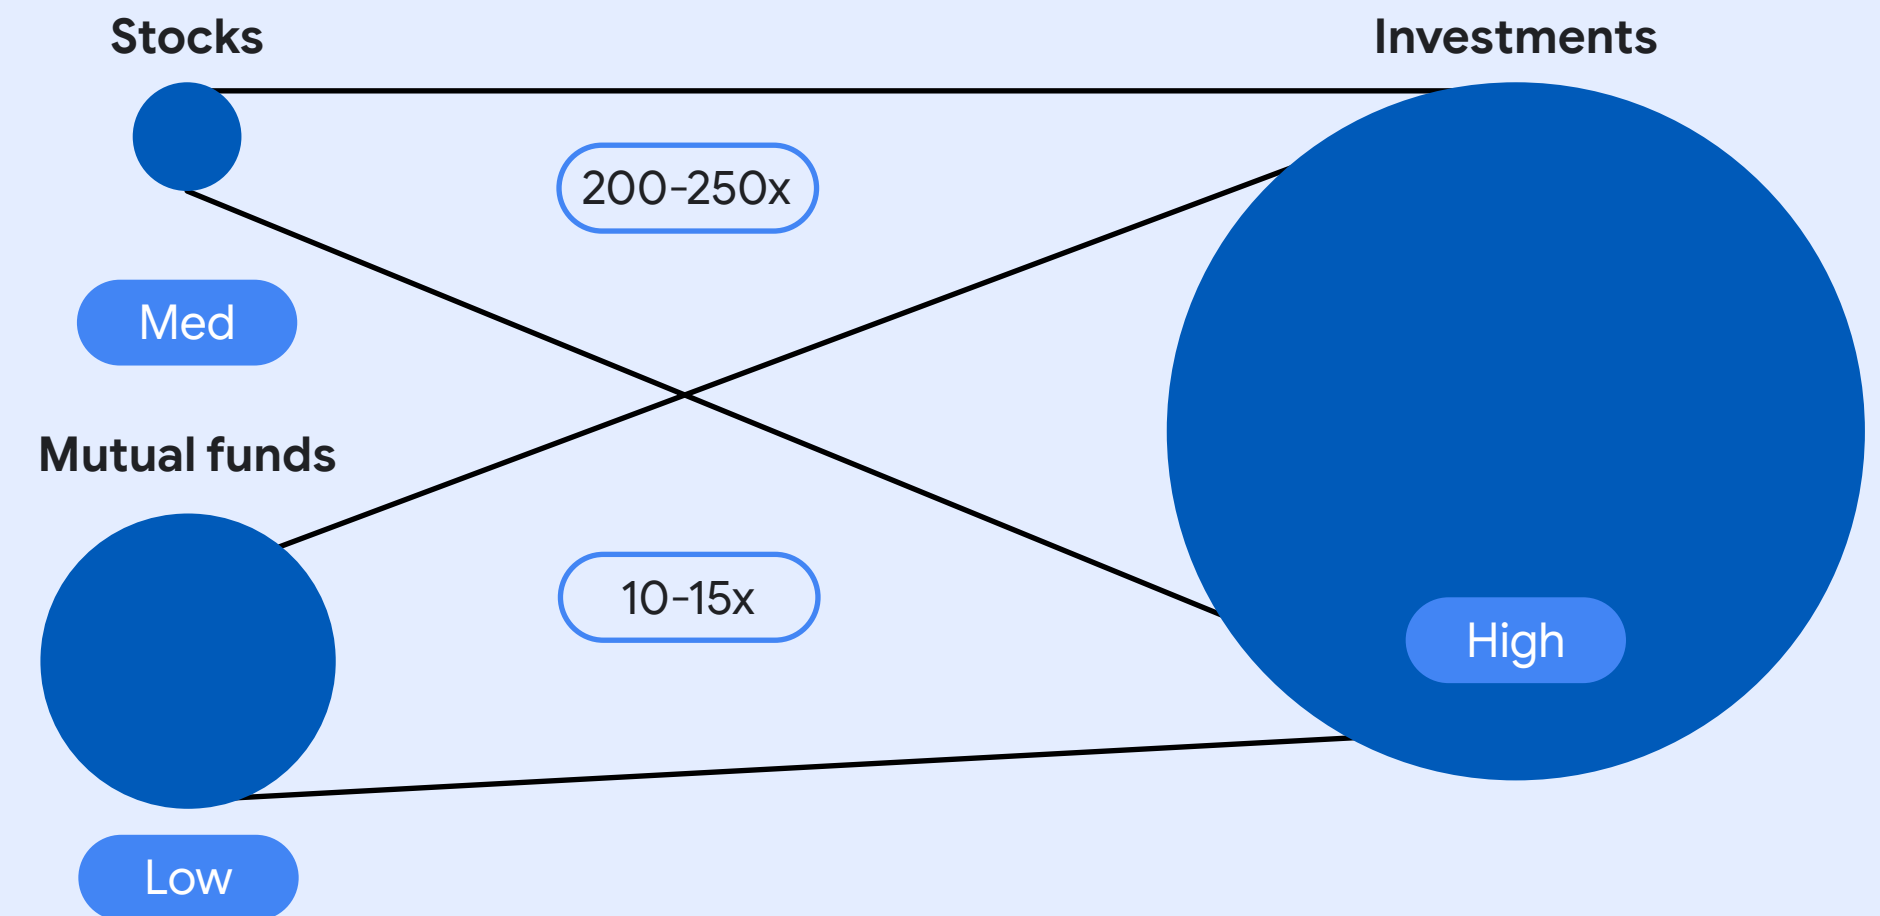 Stocks
Investments
200-250x
Med
Mutual funds
10-15x
High
Low